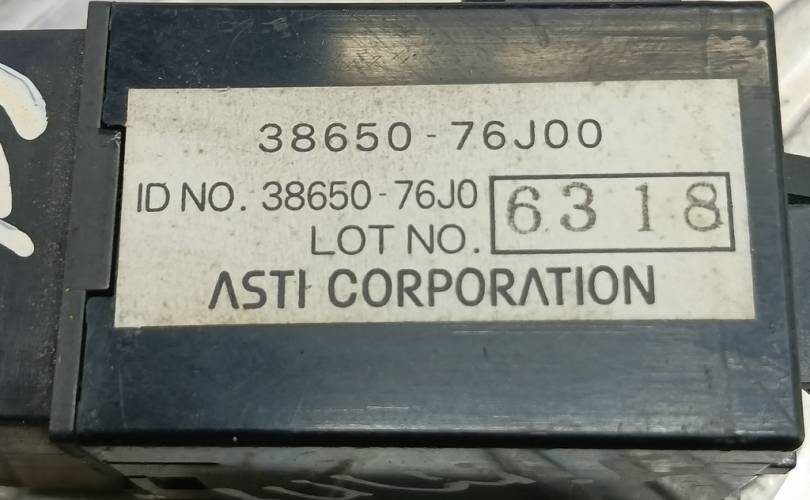 38650-76J00
ID NO. 38650-76J0
LOT NO. 6318
ASTI CORPORATION